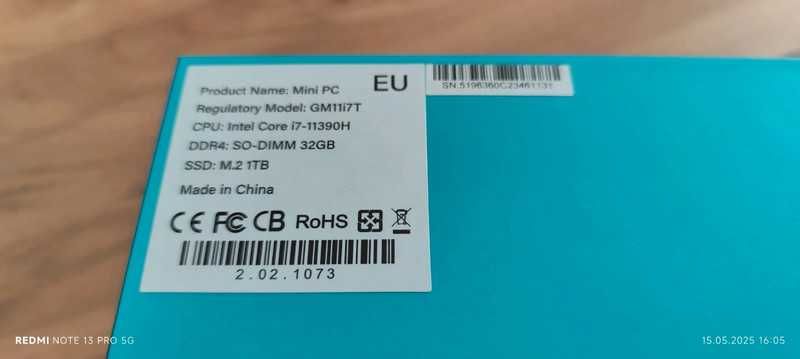 Product Name: Mini PC
EU
Regulatory Model: GM11i7T
CPU: Intel Core i7-11390H
DDR4: SO-DIMM 32GB
SSD: M.2 1TB
Made in China
CE FC CB RoHS
2.02.1073
SN:5196360C23461131
REDMI NOTE 13 PRO 5G
15.05.2025 16:05